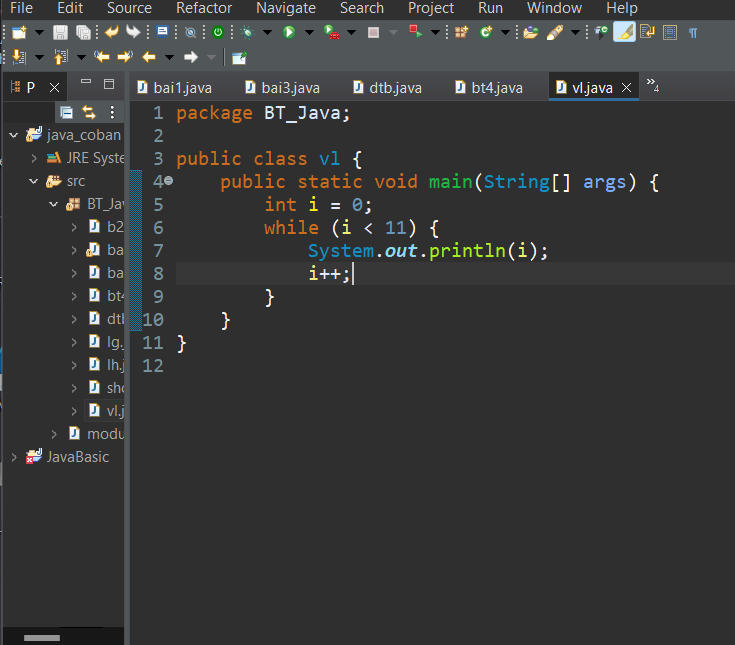 File Edit Source Refactor Navigate Search Project Run Window Help
P
bai1.java bai3.java dtb.java bt4.java vl.java
4
java_coban
JRE Syste
src
BT_Ja
b2
ba
ba
bt4
dtb
lg.
lh.j
sho
vl.j
modu
JavaBasic
1 package BT_Java;
2
3 public class vl {
4 public static void main(String[] args) {
5 int i = 0;
6 while (i < 11) {
7 System.out.println(i);
8 i++;
9 }
10 }
11 }
12